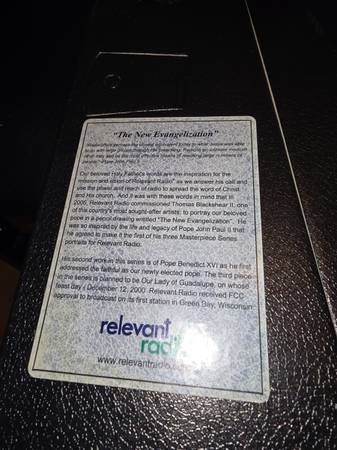 "The New Evangelization"
"Pope John Paul II
Our beloved Holy Father's words are the inspiration for the
mission and vision of Relevant Radio® as we answer his call and
use the power and reach of radio to spread the word of Christ
and His church. And it was with these words in mind that in
2005, Relevant Radio commissioned Thomas Blackshear II, one
of this country's most sought-after artists, to portray our beloved
pope in a pencil drawing entitled "The New Evangelization". He
was so inspired by the life and legacy of Pope John Paul II that
he agreed to make it the first of his three Masterpiece Series
portraits for Relevant Radio.
His second work in this series is of Pope Benedict XVI as he first
addressed the faithful as our newly elected pope. The third piece
in the series is planned to be Our Lady of Guadalupe, on whose
feast day December 12, 2000 Relevant Radio received FCC
approval to broadcast on its first station in Green Bay, Wisconsin
relevant
radi
www.relevantradio.